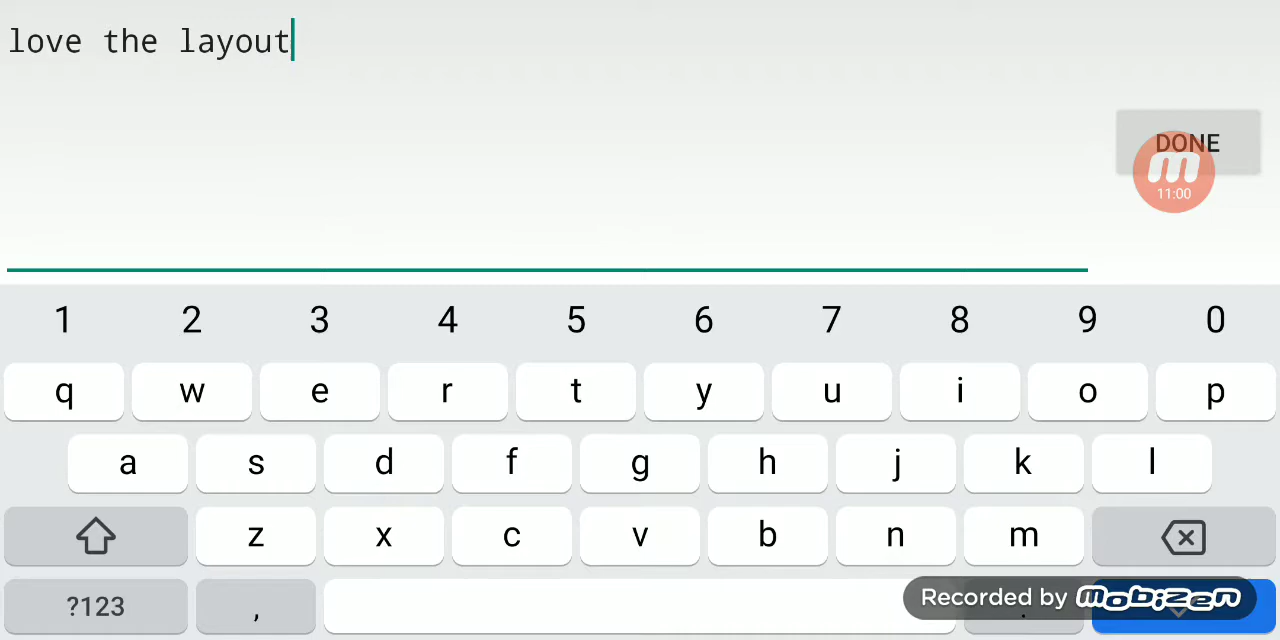 love the layout
DONE
m
11:00
1 2 3 4 5 6 7 8 9 0
q w e r t y u i o p
a s d f g h j k l
z x c v b n m
?123 , .
Recorded by mobizen